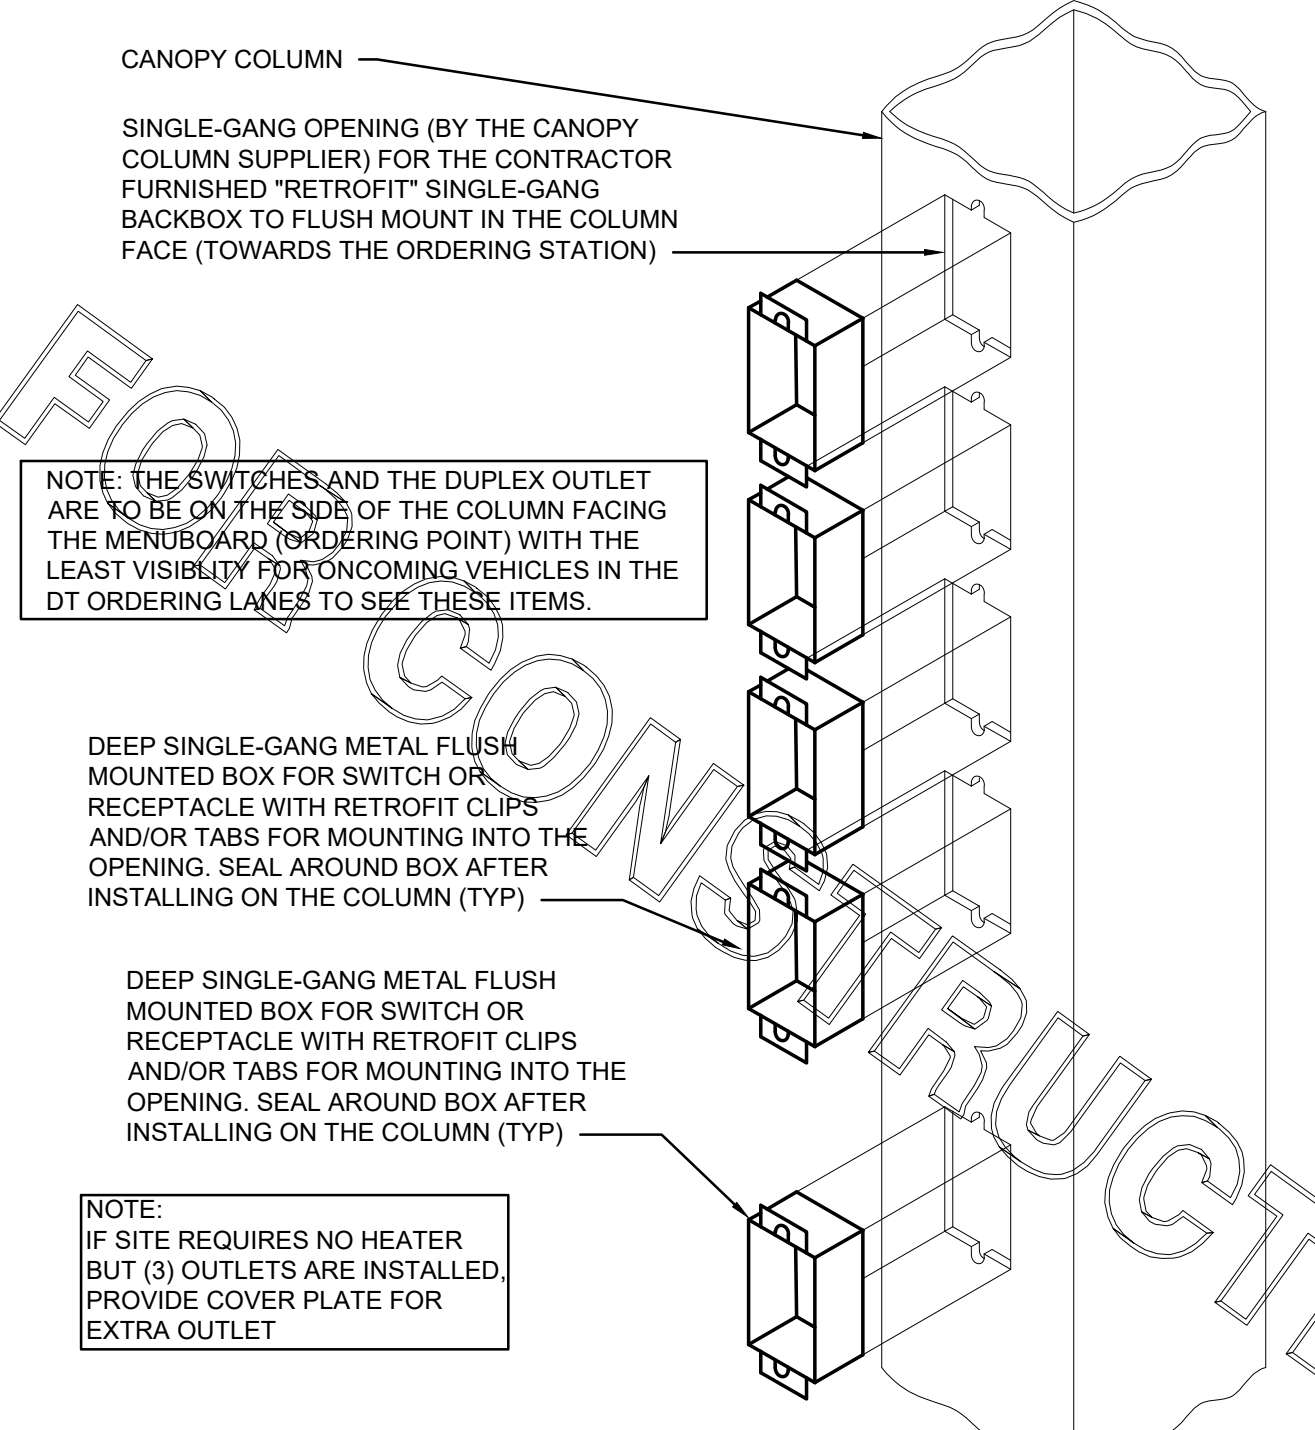 CANOPY COLUMN
SINGLE-GANG OPENING (BY THE CANOPY
COLUMN SUPPLIER) FOR THE CONTRACTOR
FURNISHED "RETROFIT" SINGLE-GANG
BACKBOX TO FLUSH MOUNT IN THE COLUMN
FACE (TOWARDS THE ORDERING STATION)
NOTE: THE SWITCHES AND THE DUPLEX OUTLET
ARE TO BE ON THE SIDE OF THE COLUMN FACING
THE MENUBOARD (ORDERING POINT) WITH THE
LEAST VISIBLITY FOR ONCOMING VEHICLES IN THE
DT ORDERING LANES TO SEE THESE ITEMS.
DEEP SINGLE-GANG METAL FLUSH
MOUNTED BOX FOR SWITCH OR
RECEPTACLE WITH RETROFIT CLIPS
AND/OR TABS FOR MOUNTING INTO THE
OPENING. SEAL AROUND BOX AFTER
INSTALLING ON THE COLUMN (TYP)
DEEP SINGLE-GANG METAL FLUSH
MOUNTED BOX FOR SWITCH OR
RECEPTACLE WITH RETROFIT CLIPS
AND/OR TABS FOR MOUNTING INTO THE
OPENING. SEAL AROUND BOX AFTER
INSTALLING ON THE COLUMN (TYP)
NOTE:
IF SITE REQUIRES NO HEATER
BUT (3) OUTLETS ARE INSTALLED,
PROVIDE COVER PLATE FOR
EXTRA OUTLET
FOR CONSTRUCT